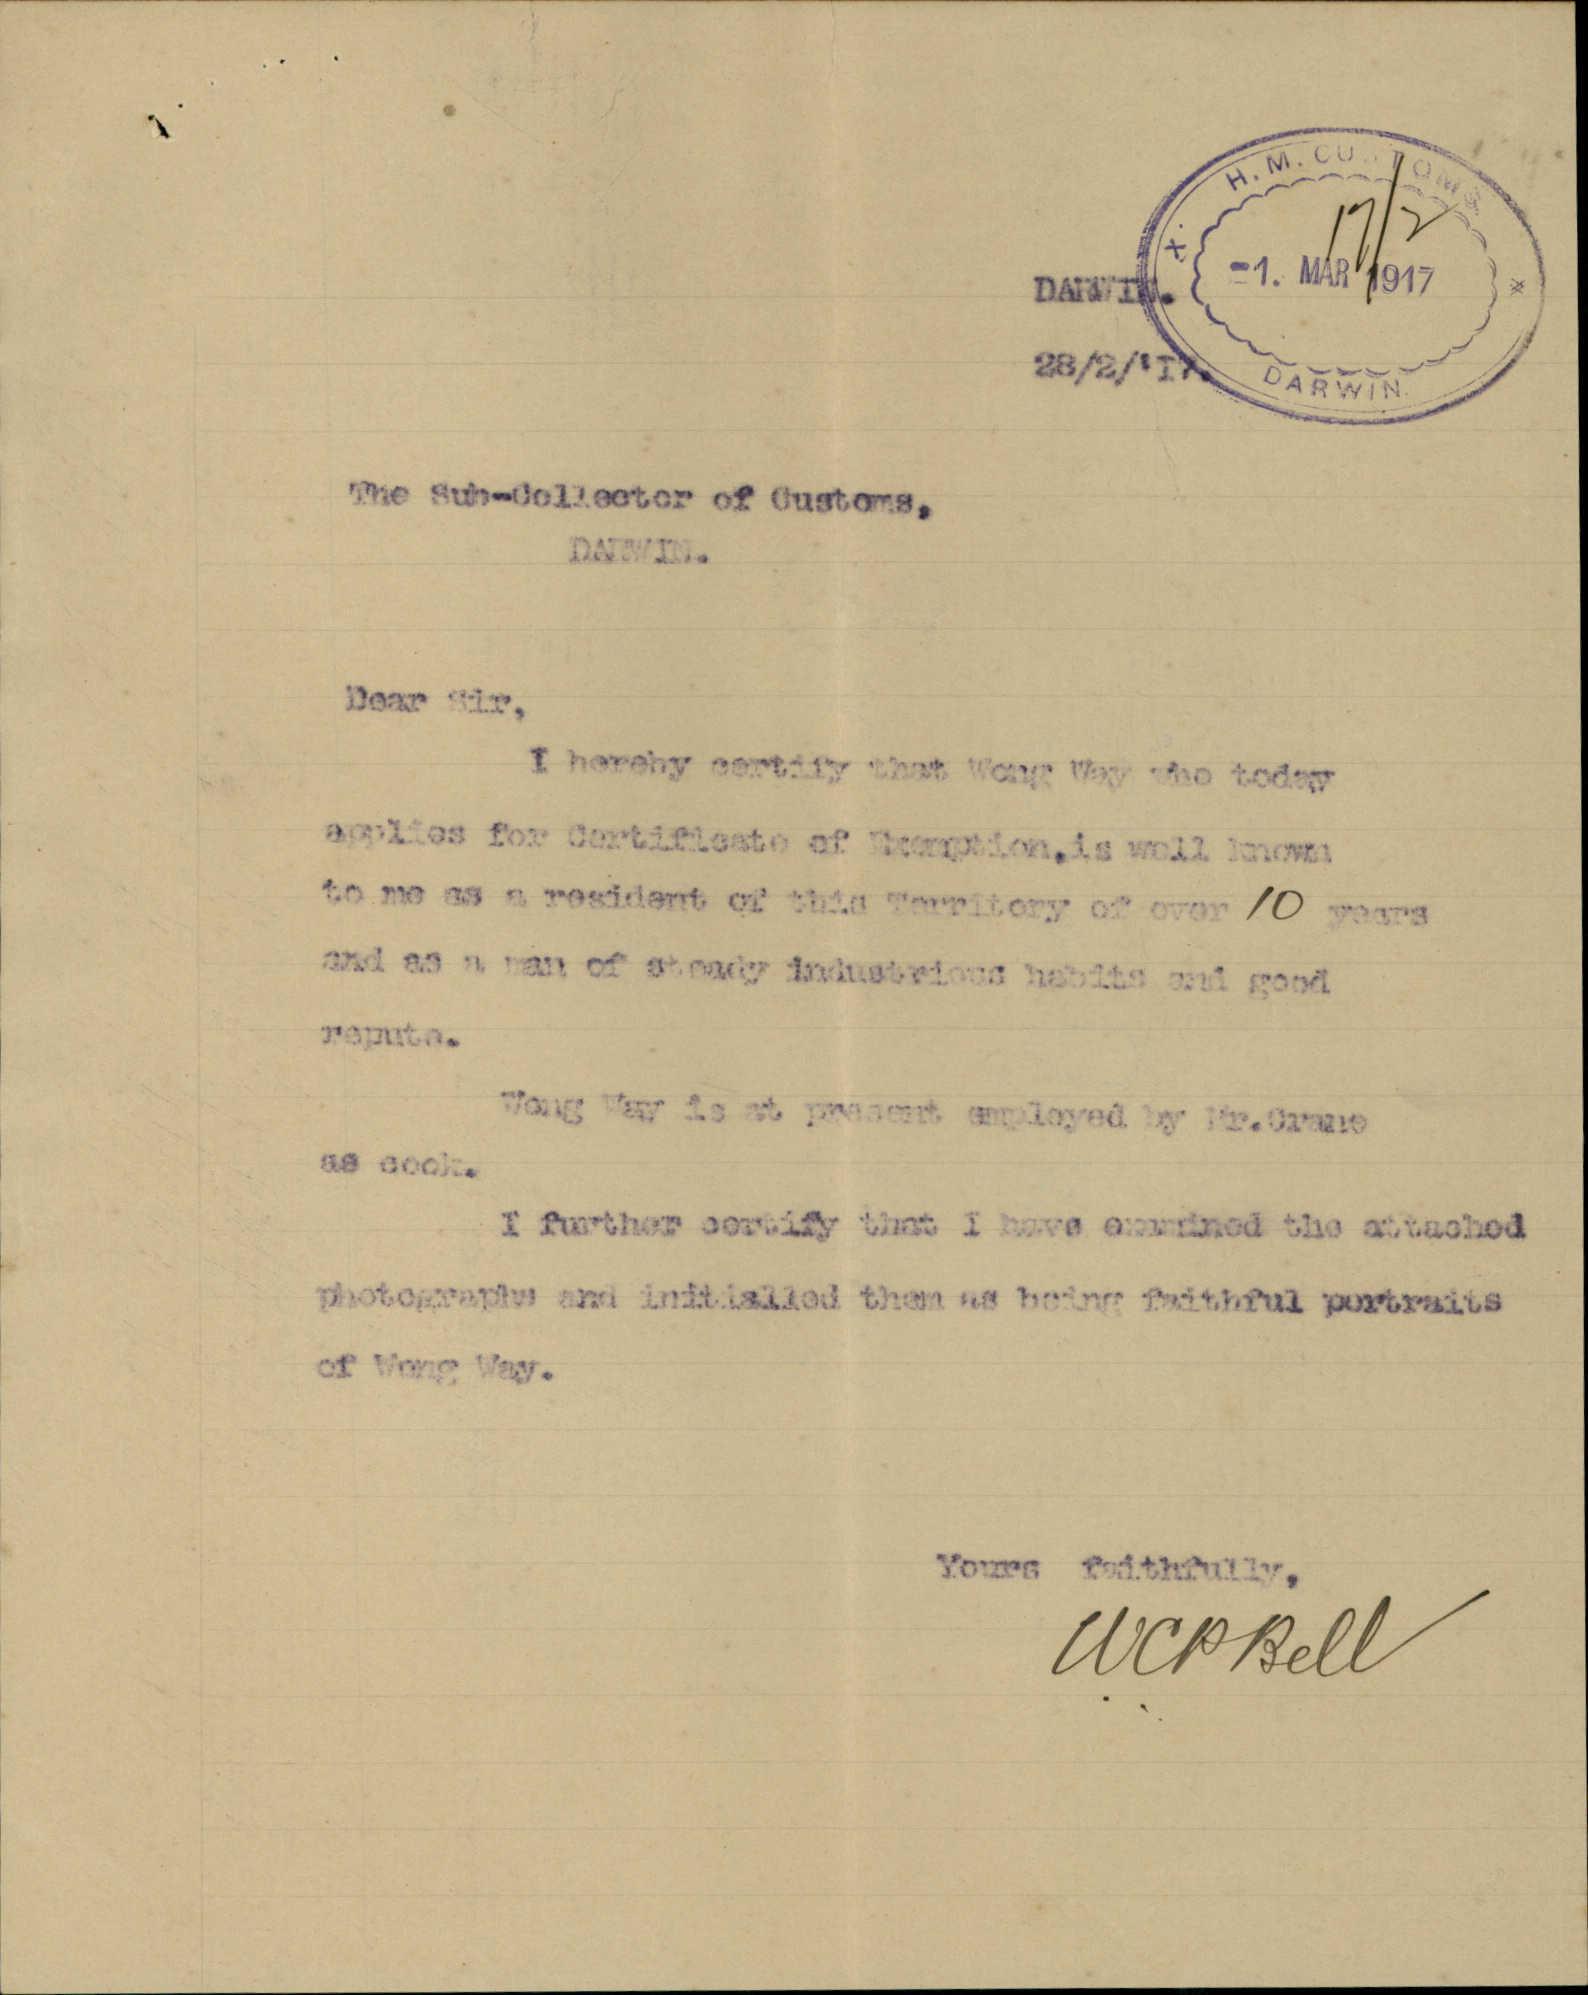 H.M. CUSTOMS
17/2
-1. MAR 1917
DARWIN
DARWIN.
28/2/'17.
The Sub-Collector of Customs,
DARWIN.
Dear Sir,
I hereby certify that Wong Way who today
applies for Certificate of Exemption,is well known
to me as a resident of this Territory of over 10 years
and as a man of steady industrious habits and good
repute.
Wong Way is at present employed by Mr.Crane
as cook.
I further certify that I have examined the attached
photographs and initialled them as being faithful portraits
of Wong Way.
Yours faithfully,
WCP Bell